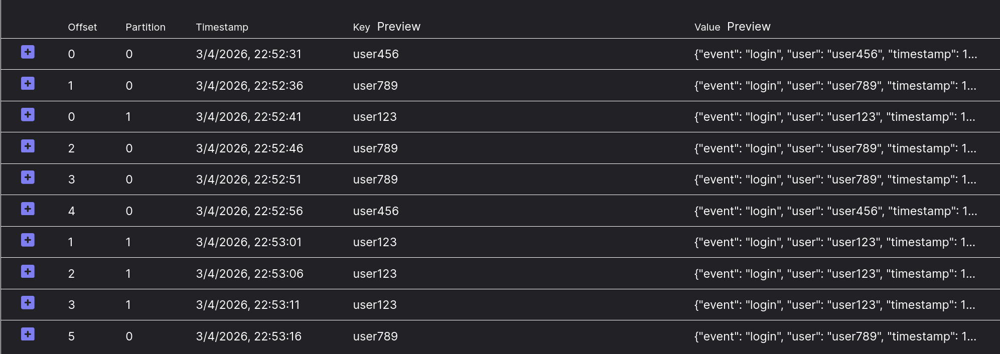 Offset Partition Timestamp Key Preview Value Preview
0 0 3/4/2026, 22:52:31 user456 {"event": "login", "user": "user456", "timestamp": 1...
1 0 3/4/2026, 22:52:36 user789 {"event": "login", "user": "user789", "timestamp": 1...
0 1 3/4/2026, 22:52:41 user123 {"event": "login", "user": "user123", "timestamp": 1...
2 0 3/4/2026, 22:52:46 user789 {"event": "login", "user": "user789", "timestamp": 1...
3 0 3/4/2026, 22:52:51 user789 {"event": "login", "user": "user789", "timestamp": 1...
4 0 3/4/2026, 22:52:56 user456 {"event": "login", "user": "user456", "timestamp": 1...
1 1 3/4/2026, 22:53:01 user123 {"event": "login", "user": "user123", "timestamp": 1...
2 1 3/4/2026, 22:53:06 user123 {"event": "login", "user": "user123", "timestamp": 1...
3 1 3/4/2026, 22:53:11 user123 {"event": "login", "user": "user123", "timestamp": 1...
5 0 3/4/2026, 22:53:16 user789 {"event": "login", "user": "user789", "timestamp": 1...